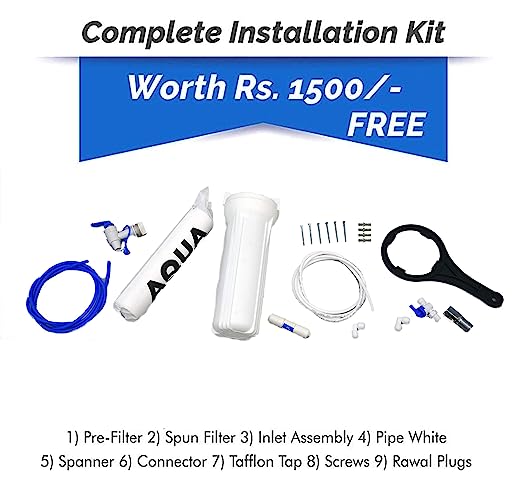 Complete Installation Kit
Worth Rs. 1500/-
FREE
AQUA
1) Pre-Filter 2) Spun Filter 3) Inlet Assembly 4) Pipe White
5) Spanner 6) Connector 7) Tafflon Tap 8) Screws 9) Rawal Plugs